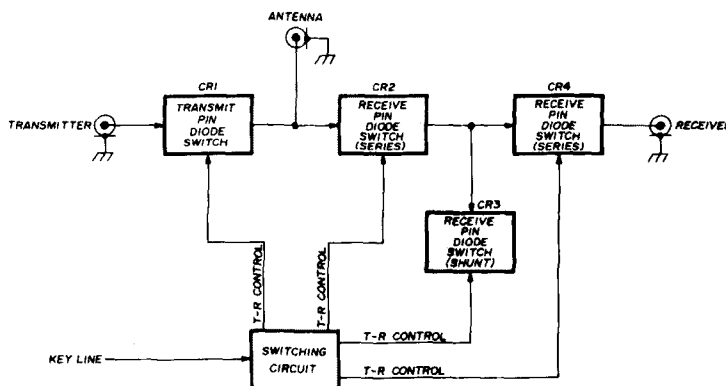 ANTENNA
CR1
CR2
CR4
TRANSMITTER
TRANSMIT
PIN
DIODE
SWITCH
RECEIVE
PIN
DIODE
SWITCH
(SERIES)
RECEIVE
PIN
DIODE
SWITCH
(SERIES)
RECEIVER
CR3
RECEIVE
PIN
DIODE
SWITCH
(SHUNT)
T-R CONTROL
T-R CONTROL
T-R CONTROL
T-R CONTROL
KEY LINE
SWITCHING
CIRCUIT